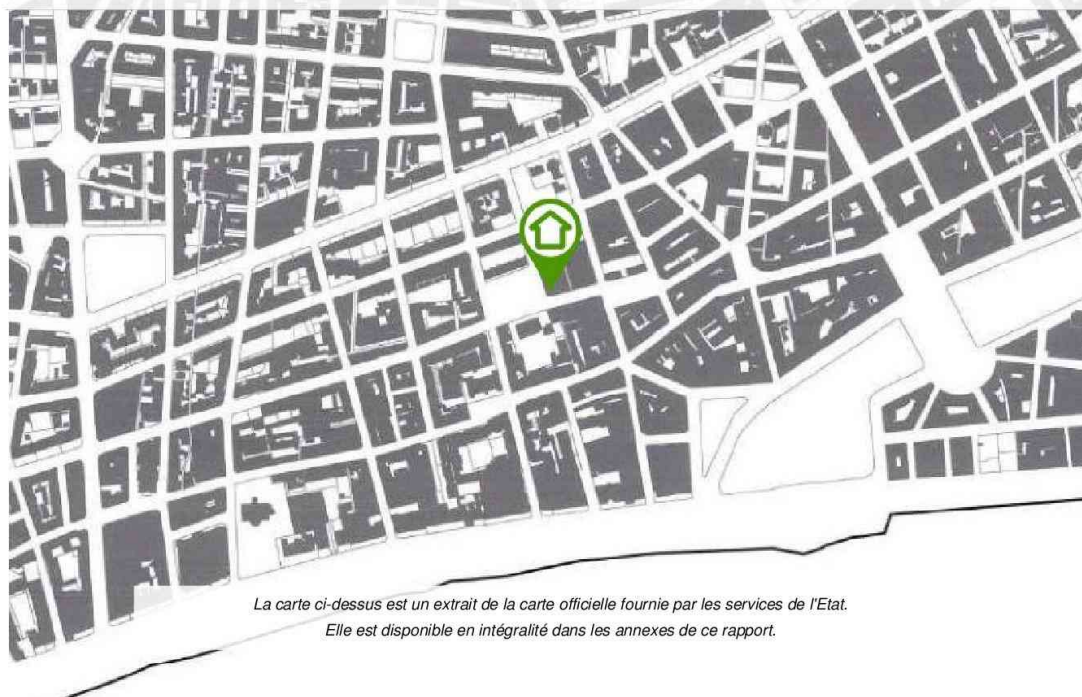 La carte ci-dessus est un extrait de la carte officielle fournie par les services de l'Etat.
Elle est disponible en intégralité dans les annexes de ce rapport.